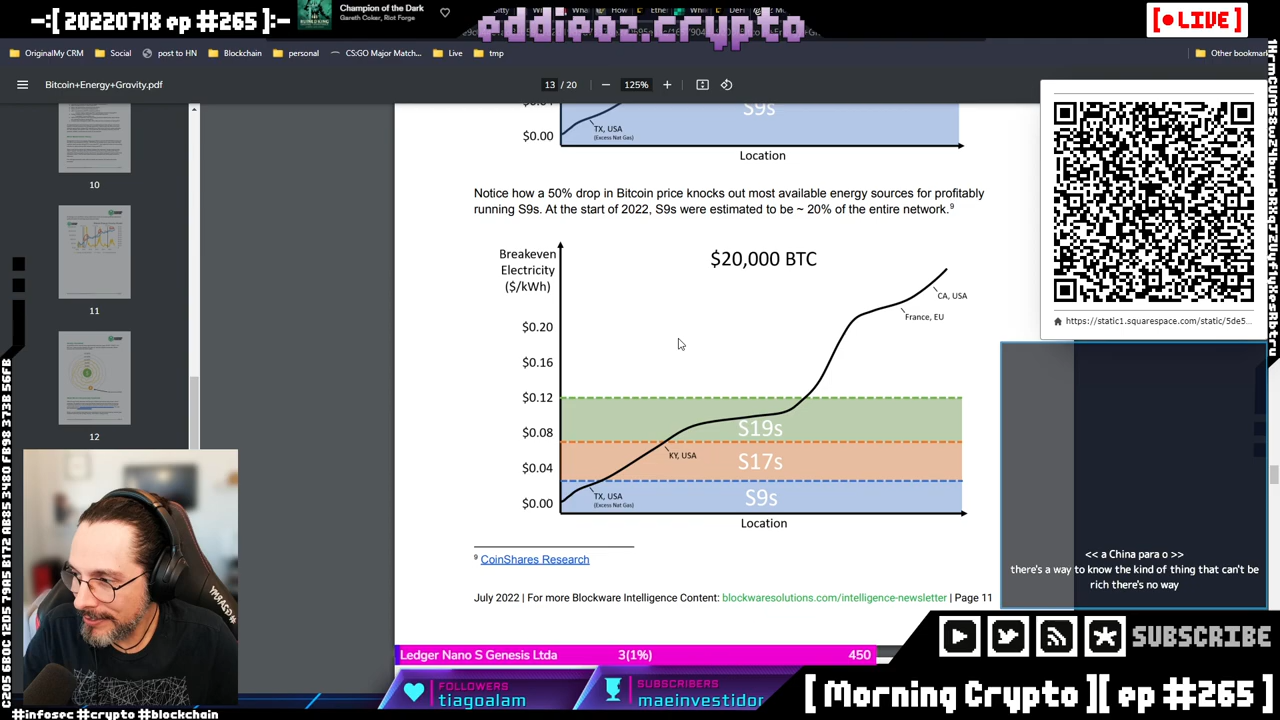 -:[ 20220718 ep #265 ]:-
Champion of the Dark
Gareth Coker, Riot Forge
addie03.crypto
[ ● LIVE ]
OriginalMy CRM
Social
post to HN
Blockchain
personal
CS:GO Major Match...
Live
tmp
Other bookmar
Bitcoin+Energy+Gravity.pdf
13 / 20
125%
10
11
12
https://static1.squarespace.com/static/5de5...
$0.00
TX, USA
(Excess Nat Gas)
S9s
Location
Notice how a 50% drop in Bitcoin price knocks out most available energy sources for profitably
running S9s. At the start of 2022, S9s were estimated to be ~ 20% of the entire network.⁹
Breakeven
Electricity
($/kWh)
$20,000 BTC
$0.20
$0.16
$0.12
$0.08
$0.04
$0.00
CA, USA
France, EU
KY, USA
TX, USA
(Excess Nat Gas)
S19s
S17s
S9s
Location
⁹ CoinShares Research
July 2022 | For more Blockware Intelligence Content: blockwaresolutions.com/intelligence-newsletter | Page 11
<< a China para o >>
there's a way to know the kind of thing that can't be
rich there's no way
Ledger Nano S Genesis Ltda
3(1%)
450
FOLLOWERS
tiagoalam
SUBSCRIBERS
maeinvestidor
SUBSCRIBE
[ Morning Crypto ][ ep #265 ]
#infosec #crypto #blockchain